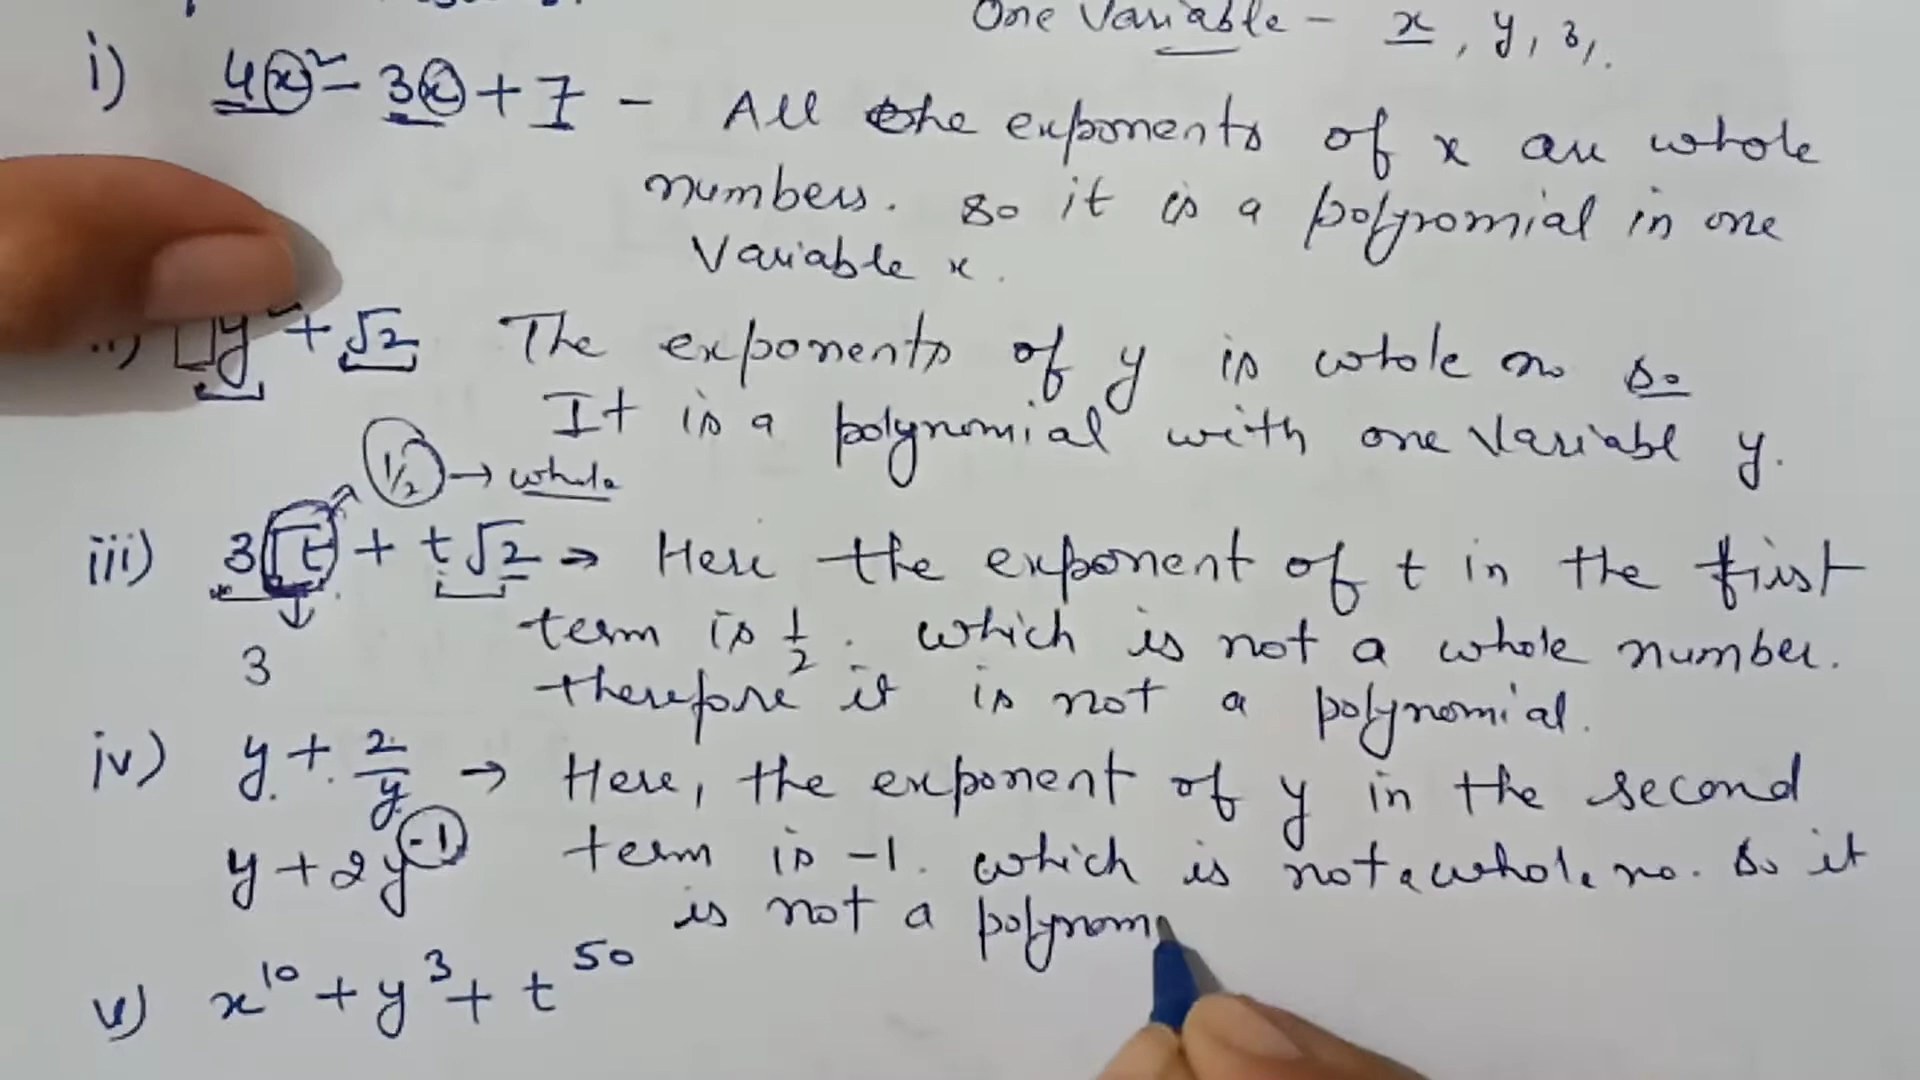 One Variable - x, y, 3,.
i) 4x² - 3x + 7 - All the exponents of x are whole
numbers. so it is a polynomial in one
Variable x.
y² + √2 The exponents of y is whole no so
It is a polynomial with one Variabl y.
1/2 → whole
iii) 3√t + t√2 → Here the exponent of t in the first
term is 1/2. which is not a whole number.
3
therefore it is not a polynomial.
iv) y + 2/y → Here, the exponent of y in the second
y + 2y⁻¹ term is -1. which is not a whole no. So it
is not a polynom
v) x¹⁰ + y³ + t⁵⁰